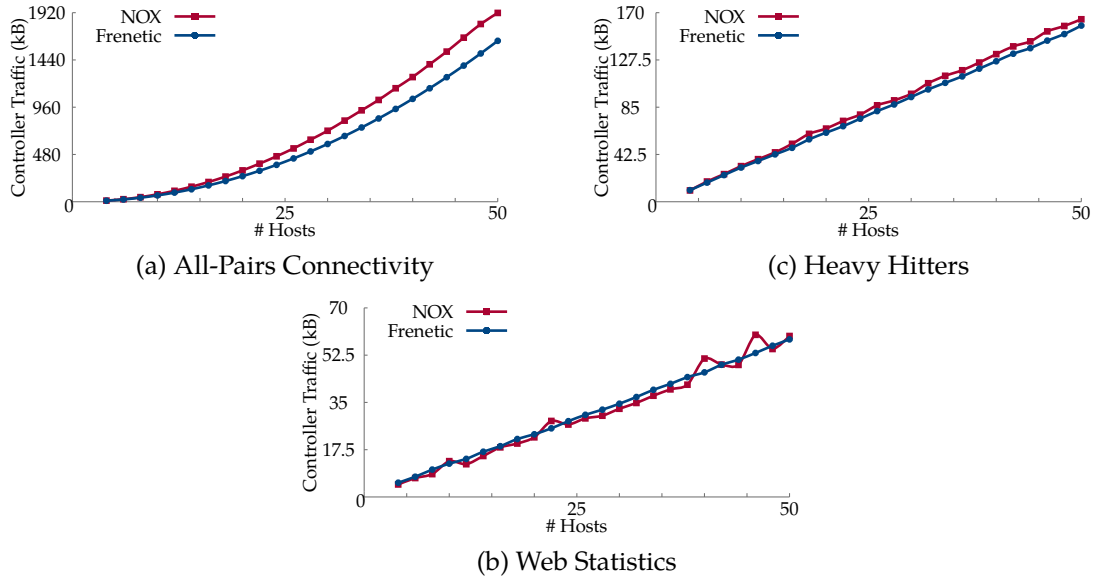 1920
1440
960
480
0
25
50
Controller Traffic (kB)
# Hosts
NOX
Frenetic
(a) All-Pairs Connectivity
170
127.5
85
42.5
0
25
50
Controller Traffic (kB)
# Hosts
NOX
Frenetic
(c) Heavy Hitters
70
52.5
35
17.5
0
25
50
Controller Traffic (kB)
# Hosts
NOX
Frenetic
(b) Web Statistics